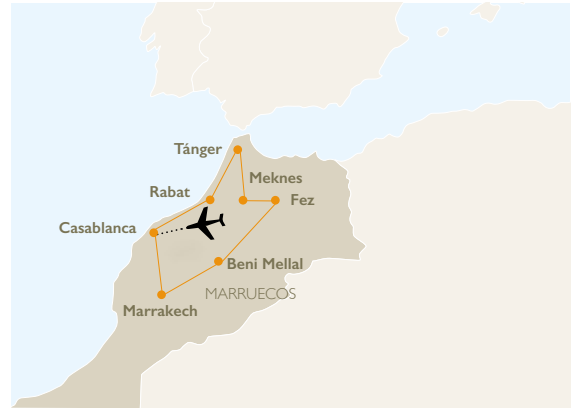 Tánger
Meknes
Rabat
Fez
Casablanca
Beni Mellal
MARRUECOS
Marrakech